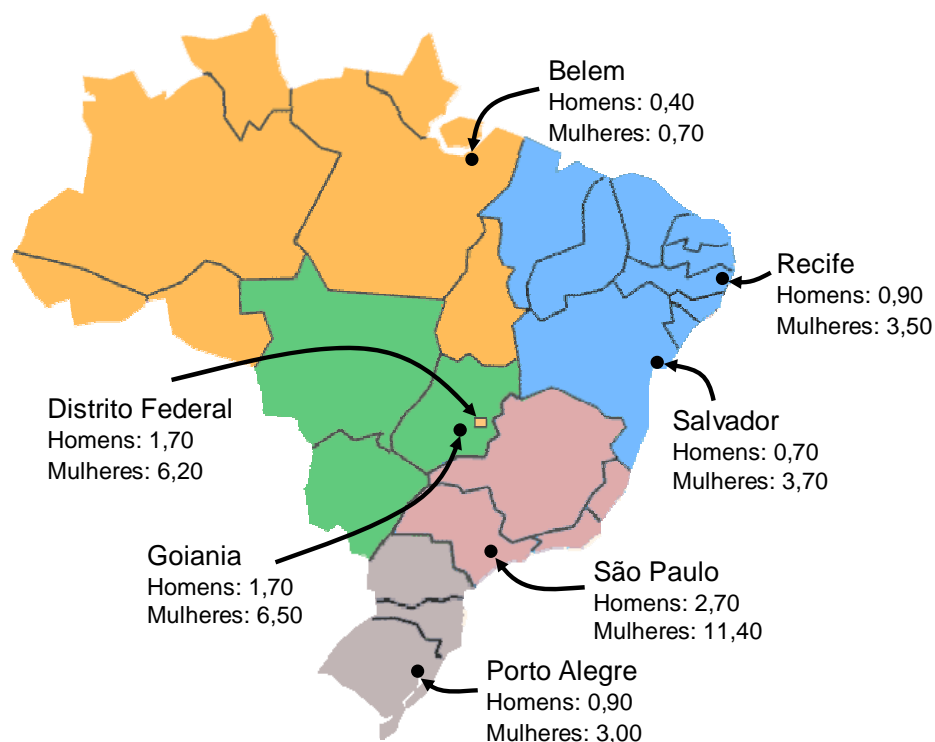 Belem
Homens: 0,40
Mulheres: 0,70
Recife
Homens: 0,90
Mulheres: 3,50
Distrito Federal
Homens: 1,70
Mulheres: 6,20
Salvador
Homens: 0,70
Mulheres: 3,70
Goiania
Homens: 1,70
Mulheres: 6,50
São Paulo
Homens: 2,70
Mulheres: 11,40
Porto Alegre
Homens: 0,90
Mulheres: 3,00